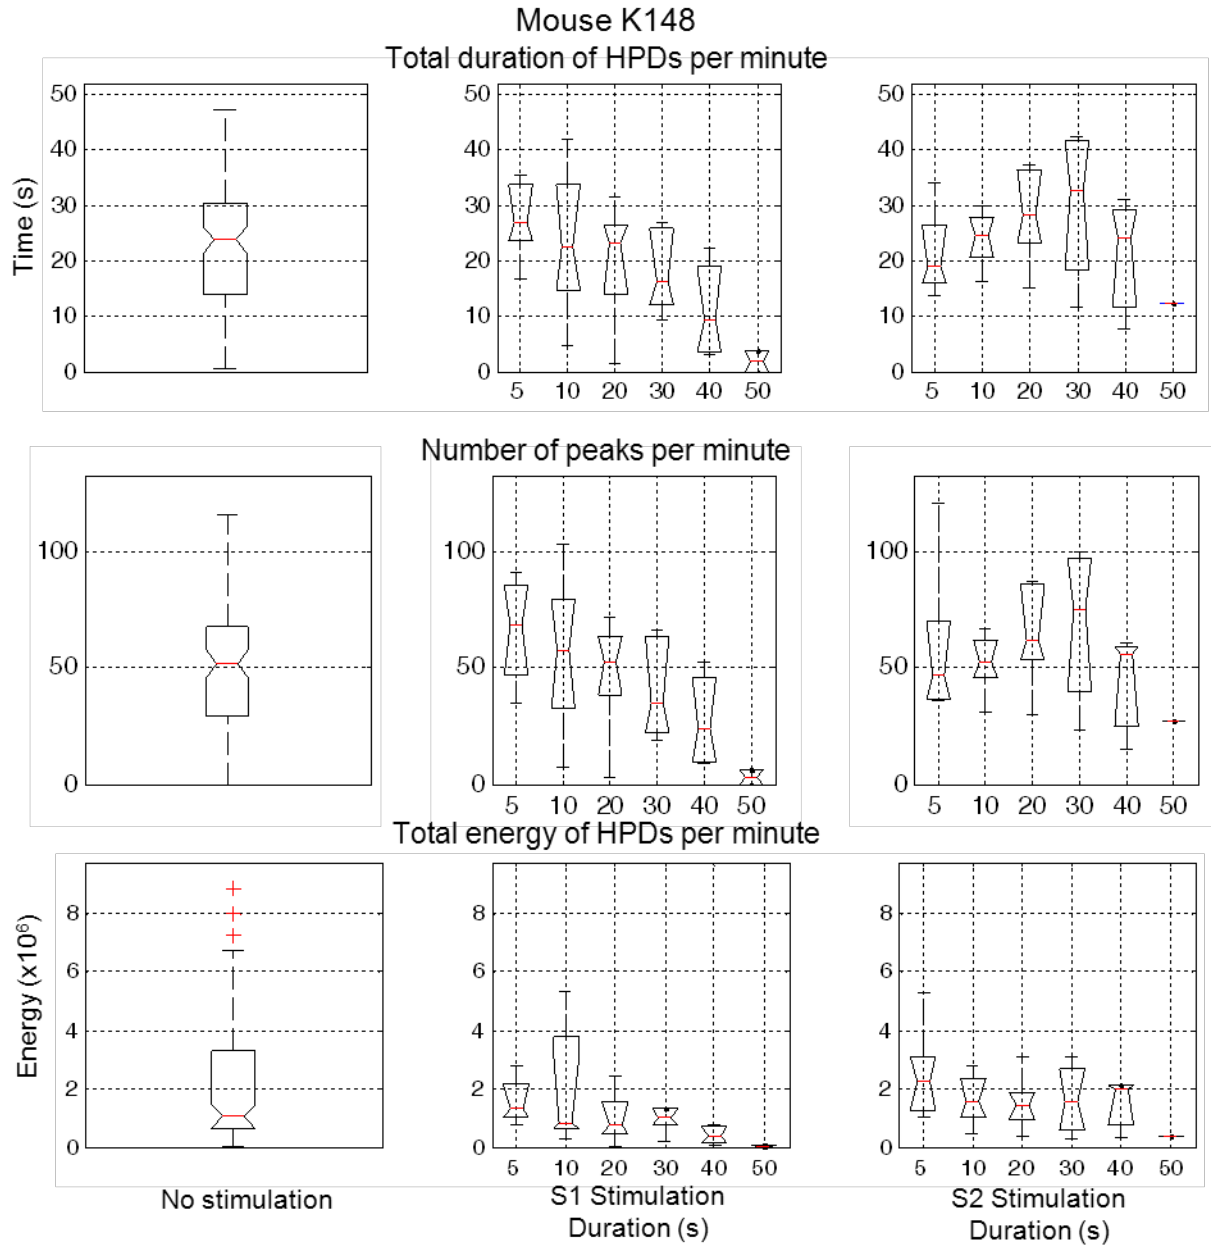 Mouse K148
Total duration of HPDs per minute
Time (s)
50 50 50
40 40 40
30 30 30
20 20 20
10 10 10
0 0 0
5 10 20 30 40 50 5 10 20 30 40 50
Number of peaks per minute
100 100 100
50 50 50
0 0 0
5 10 20 30 40 50 5 10 20 30 40 50
Total energy of HPDs per minute
Energy (x10⁶)
8 8 8
6 6 6
4 4 4
2 2 2
0 0 0
5 10 20 30 40 50 5 10 20 30 40 50
No stimulation S1 Stimulation S2 Stimulation
Duration (s) Duration (s)